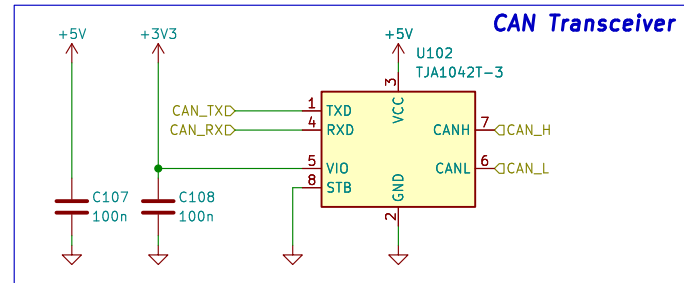 CAN Transceiver
+5V
+3V3
+5V
U102
TJA1042T-3
3
VCC
CAN_TX
1
TXD
CAN_RX
4
RXD
CANH
7
CAN_H
5
VIO
CANL
6
CAN_L
8
STB
GND
2
C107
100n
C108
100n